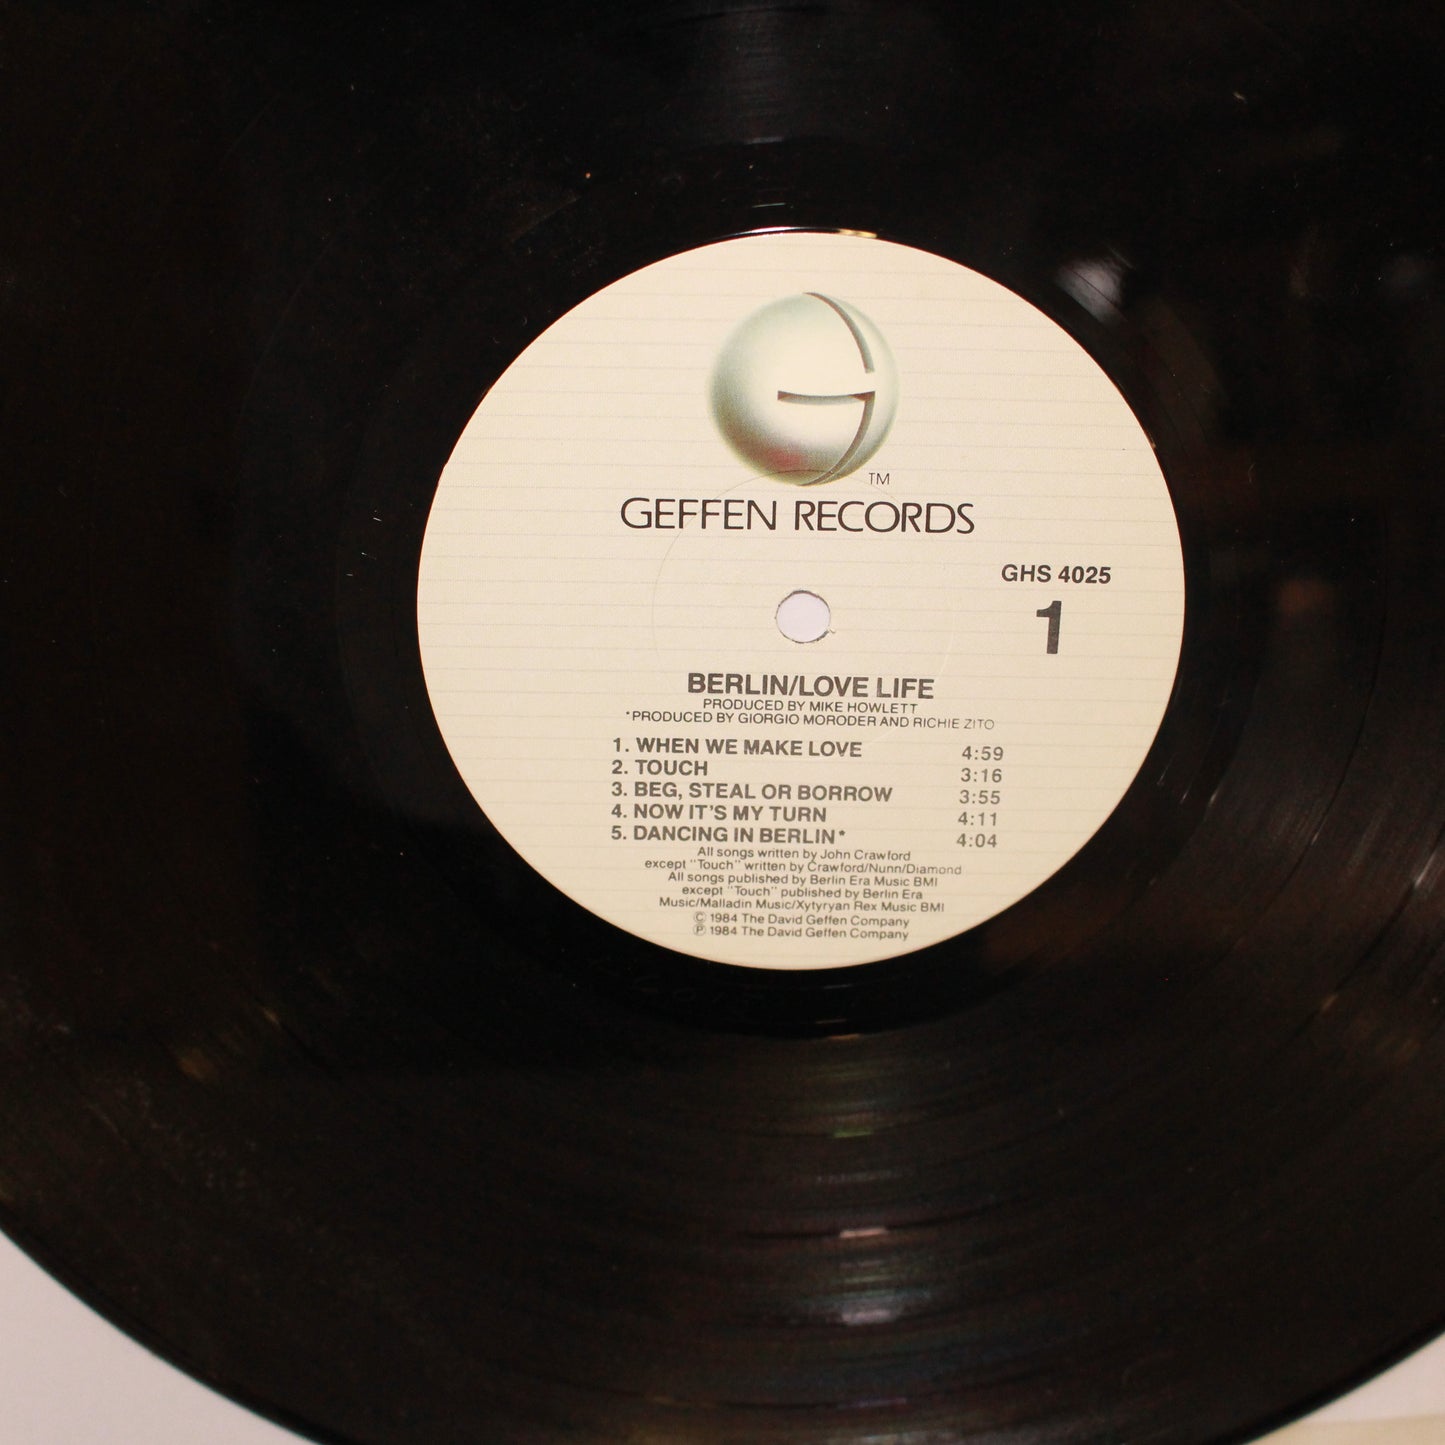 TM
GEFFEN RECORDS
GHS 4025
1
BERLIN/LOVE LIFE
PRODUCED BY MIKE HOWLETT
*PRODUCED BY GIORGIO MORODER AND RICHIE ZITO
1. WHEN WE MAKE LOVE 4:59
2. TOUCH 3:16
3. BEG, STEAL OR BORROW 3:55
4. NOW IT'S MY TURN 4:11
5. DANCING IN BERLIN* 4:04
All songs written by John Crawford
except "Touch" written by Crawford/Nunn/Diamond
All songs published by Berlin Era Music BMI
except "Touch" published by Berlin Era
Music/Malladin Music/Xytyryan Rex Music BMI
© 1984 The David Geffen Company
℗ 1984 The David Geffen Company